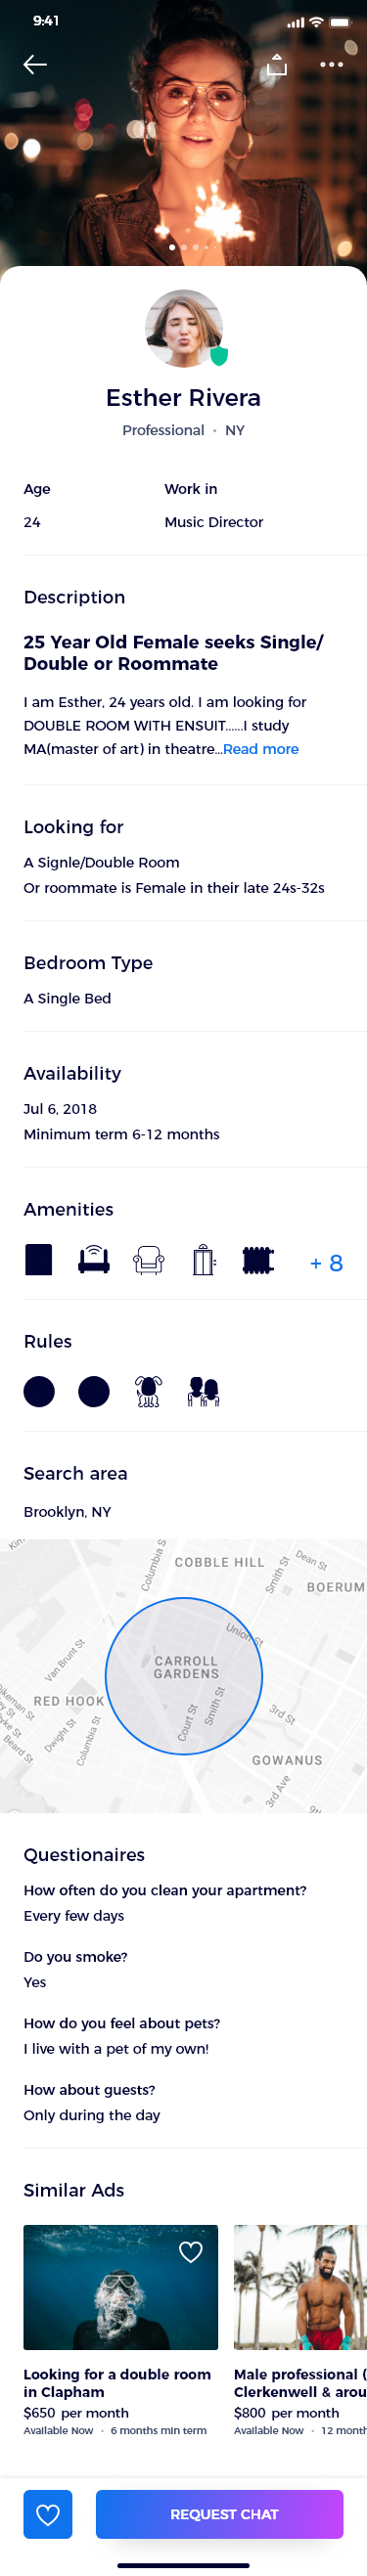 9:41
Esther Rivera
Professional • NY
Age Work in
24 Music Director
Description
25 Year Old Female seeks Single/
Double or Roommate
I am Esther, 24 years old. I am looking for
DOUBLE ROOM WITH ENSUIT......I study
MA(master of art) in theatre...Read more
Looking for
A Signle/Double Room
Or roommate is Female in their late 24s-32s
Bedroom Type
A Single Bed
Availability
Jul 6, 2018
Minimum term 6-12 months
Amenities
+ 8
Rules
Search area
Brooklyn, NY
Columbia S
COBBLE HILL
Smith St
Dean St
BOERUM
Union St
Van Brunt St
CARROLL
GARDENS
RED HOOK
Dwight St
Columbia St
Court St
Smith St
3rd St
Beard St
GOWANUS
3rd Ave
Questionaires
How often do you clean your apartment?
Every few days
Do you smoke?
Yes
How do you feel about pets?
I live with a pet of my own!
How about guests?
Only during the day
Similar Ads
Looking for a double room
in Clapham
$650 per month
Available Now • 6 months min term
Male professional (
Clerkenwell & arou
$800 per month
Available Now • 12 month
REQUEST CHAT